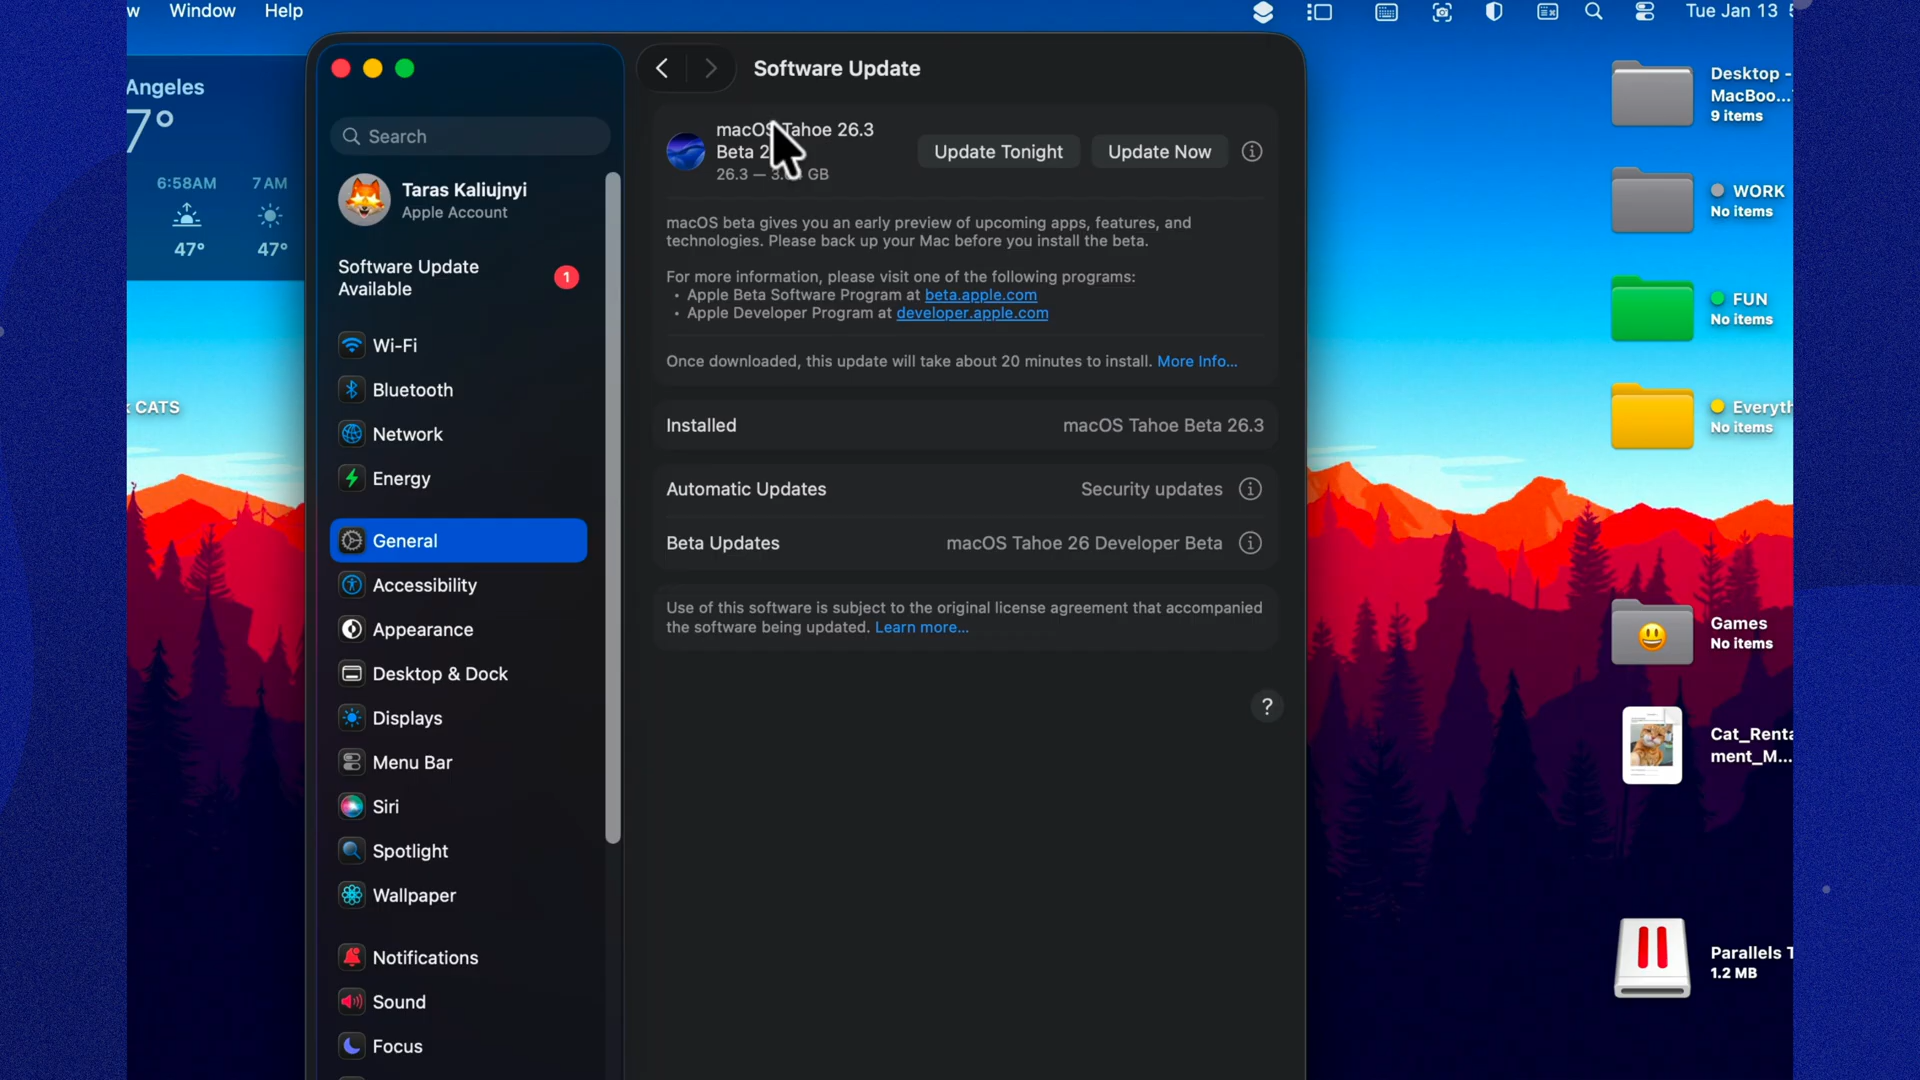 Window Help
Tue Jan 13
Angeles
7°
6:58AM 7 AM
47° 47°
CATS
Search
Taras Kaliujnyi
Apple Account
Software Update
Available
1
Wi-Fi
Bluetooth
Network
Energy
General
Accessibility
Appearance
Desktop & Dock
Displays
Menu Bar
Siri
Spotlight
Wallpaper
Notifications
Sound
Focus
Software Update
macOS Tahoe 26.3
Beta 2
26.3 — 3. GB
Update Tonight
Update Now
macOS beta gives you an early preview of upcoming apps, features, and
technologies. Please back up your Mac before you install the beta.
For more information, please visit one of the following programs:
• Apple Beta Software Program at beta.apple.com
• Apple Developer Program at developer.apple.com
Once downloaded, this update will take about 20 minutes to install. More Info...
Installed macOS Tahoe Beta 26.3
Automatic Updates Security updates
Beta Updates macOS Tahoe 26 Developer Beta
Use of this software is subject to the original license agreement that accompanied
the software being updated. Learn more...
?
Desktop -
MacBoo...
9 items
WORK
No items
FUN
No items
Everyth
No items
Games
No items
Cat_Renta
ment_M...
Parallels T
1.2 MB